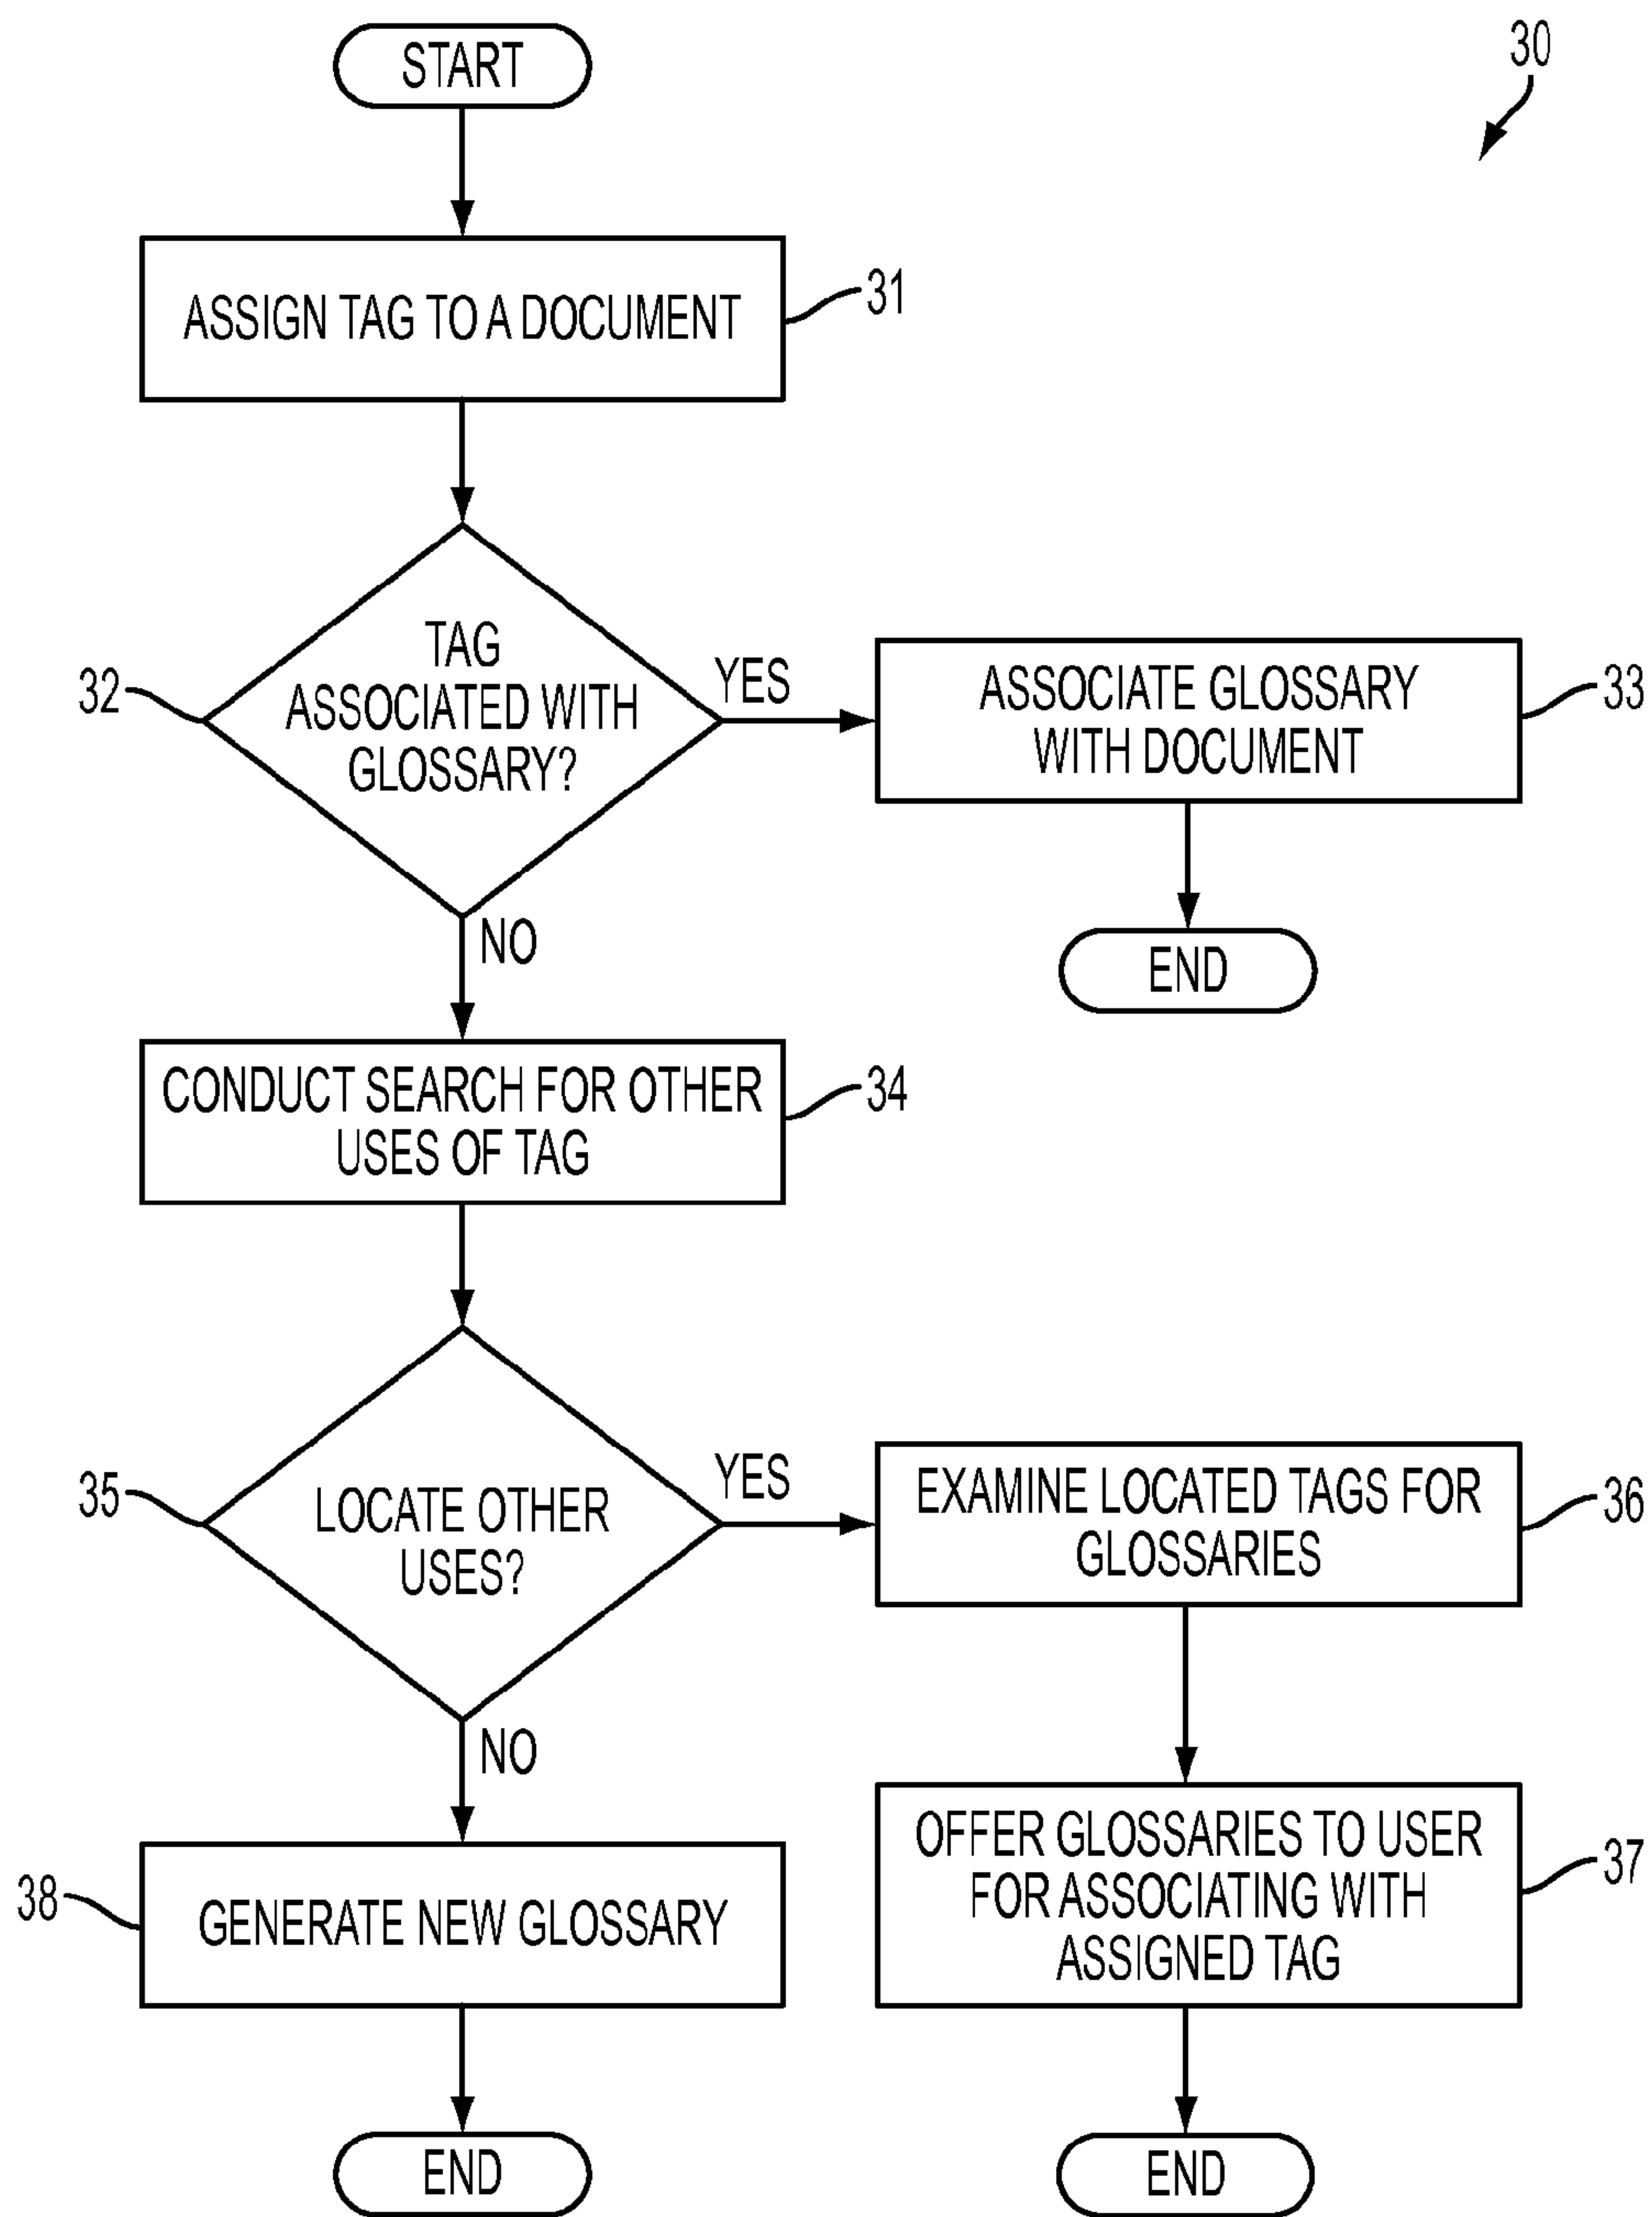 START
30
ASSIGN TAG TO A DOCUMENT
31
TAG
ASSOCIATED WITH
GLOSSARY?
32
YES
ASSOCIATE GLOSSARY
WITH DOCUMENT
33
END
NO
CONDUCT SEARCH FOR OTHER
USES OF TAG
34
LOCATE OTHER
USES?
35
YES
EXAMINE LOCATED TAGS FOR
GLOSSARIES
36
OFFER GLOSSARIES TO USER
FOR ASSOCIATING WITH
ASSIGNED TAG
37
END
NO
GENERATE NEW GLOSSARY
38
END